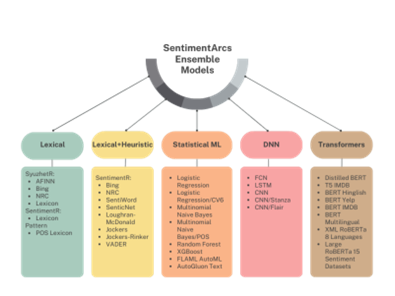 SentimentArcs
Ensemble
Models
Lexical
SyuzhetR:
AFINN
Bing
NRC
Lexicon
SentimentR:
Lexicon
Pattern
POS Lexicon
Lexical+Heuristic
SentimentR:
Bing
NRC
SentiWord
SenticNet
Loughran-
McDonald
Jockers
Jockers-Rinker
VADER
Statistical ML
Logistic
Regression
Logistic
Regression/CV6
Multinomial
Naive Bayes
Multinomial
Naive
Bayes/POS
Random Forest
XGBoost
FLAML AutoML
AutoGluon Text
DNN
FCN
LSTM
CNN
CNN/Stanza
CNN/Flair
Transformers
Distilled BERT
T5 IMDB
BERT Hinglish
BERT Yelp
BERT IMDB
BERT
Multilingual
XML RoBERTa
8 Languages
Large
RoBERTa 15
Sentiment
Datasets